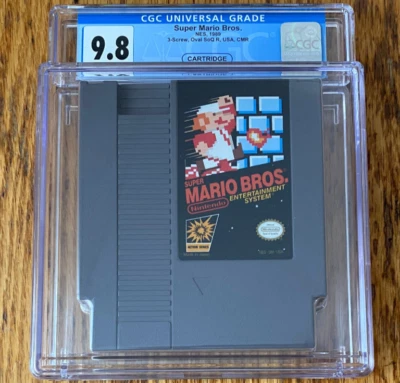 CGC UNIVERSAL GRADE
9.8
Super Mario Bros.
NES, 1989
3-Screw, Oval SoQ R, USA, CMR
CARTRIDGE
CGC
SUPER
MARIO BROS.
Nintendo
ENTERTAINMENT
SYSTEM
ACTION SERIES